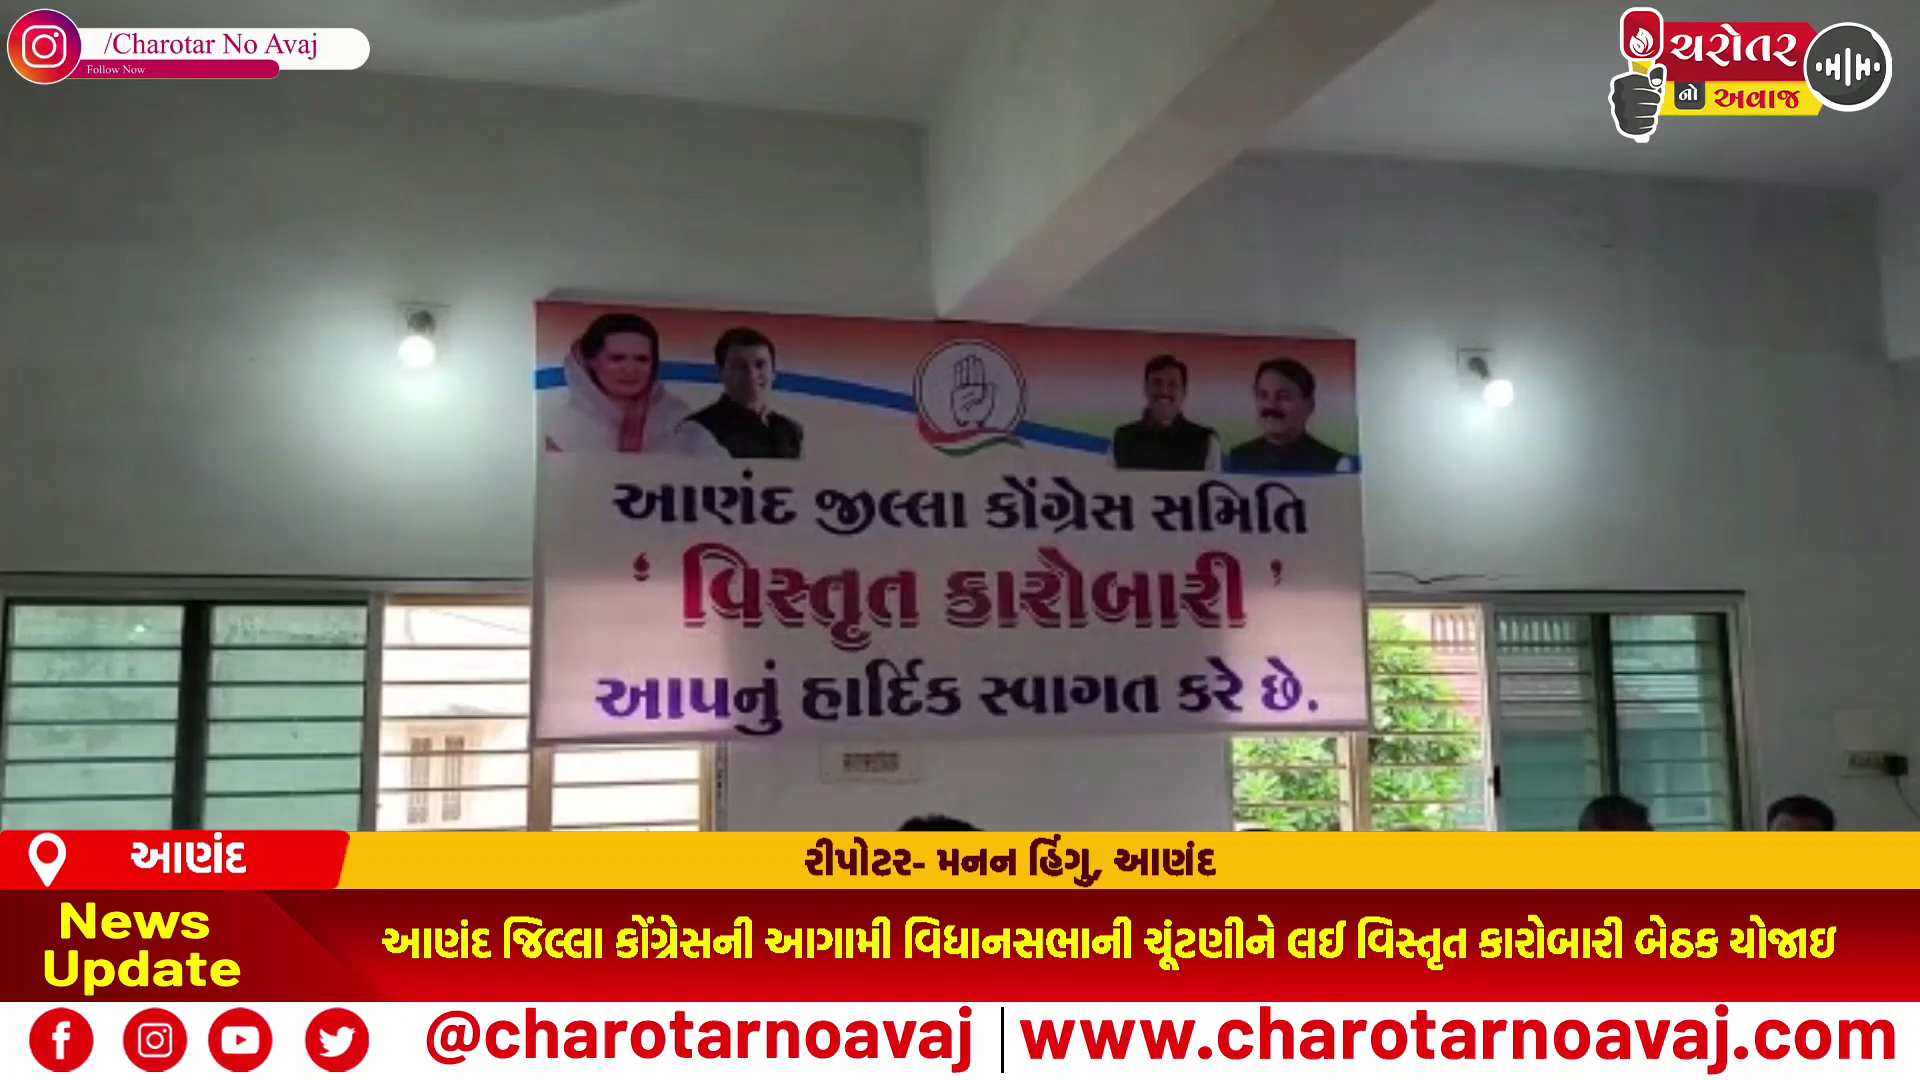 /Charotar No Avaj
Follow Now
ચરોતર
નો અવાજ
આણંદ જીલ્લા કોંગ્રેસ સમિતિ
' વિસ્તૃત કારોબારી '
આપનું હાર્દિક સ્વાગત કરે છે.
આણંદ
રીપોટર- મનન હિંગુ, આણંદ
News
Update
આણંદ જિલ્લા કોંગ્રેસની આગામી વિધાનસભાની ચૂંટણીને લઈ વિસ્તૃત કારોબારી બેઠક યોજાઇ
@charotarnoavaj | www.charotarnoavaj.com